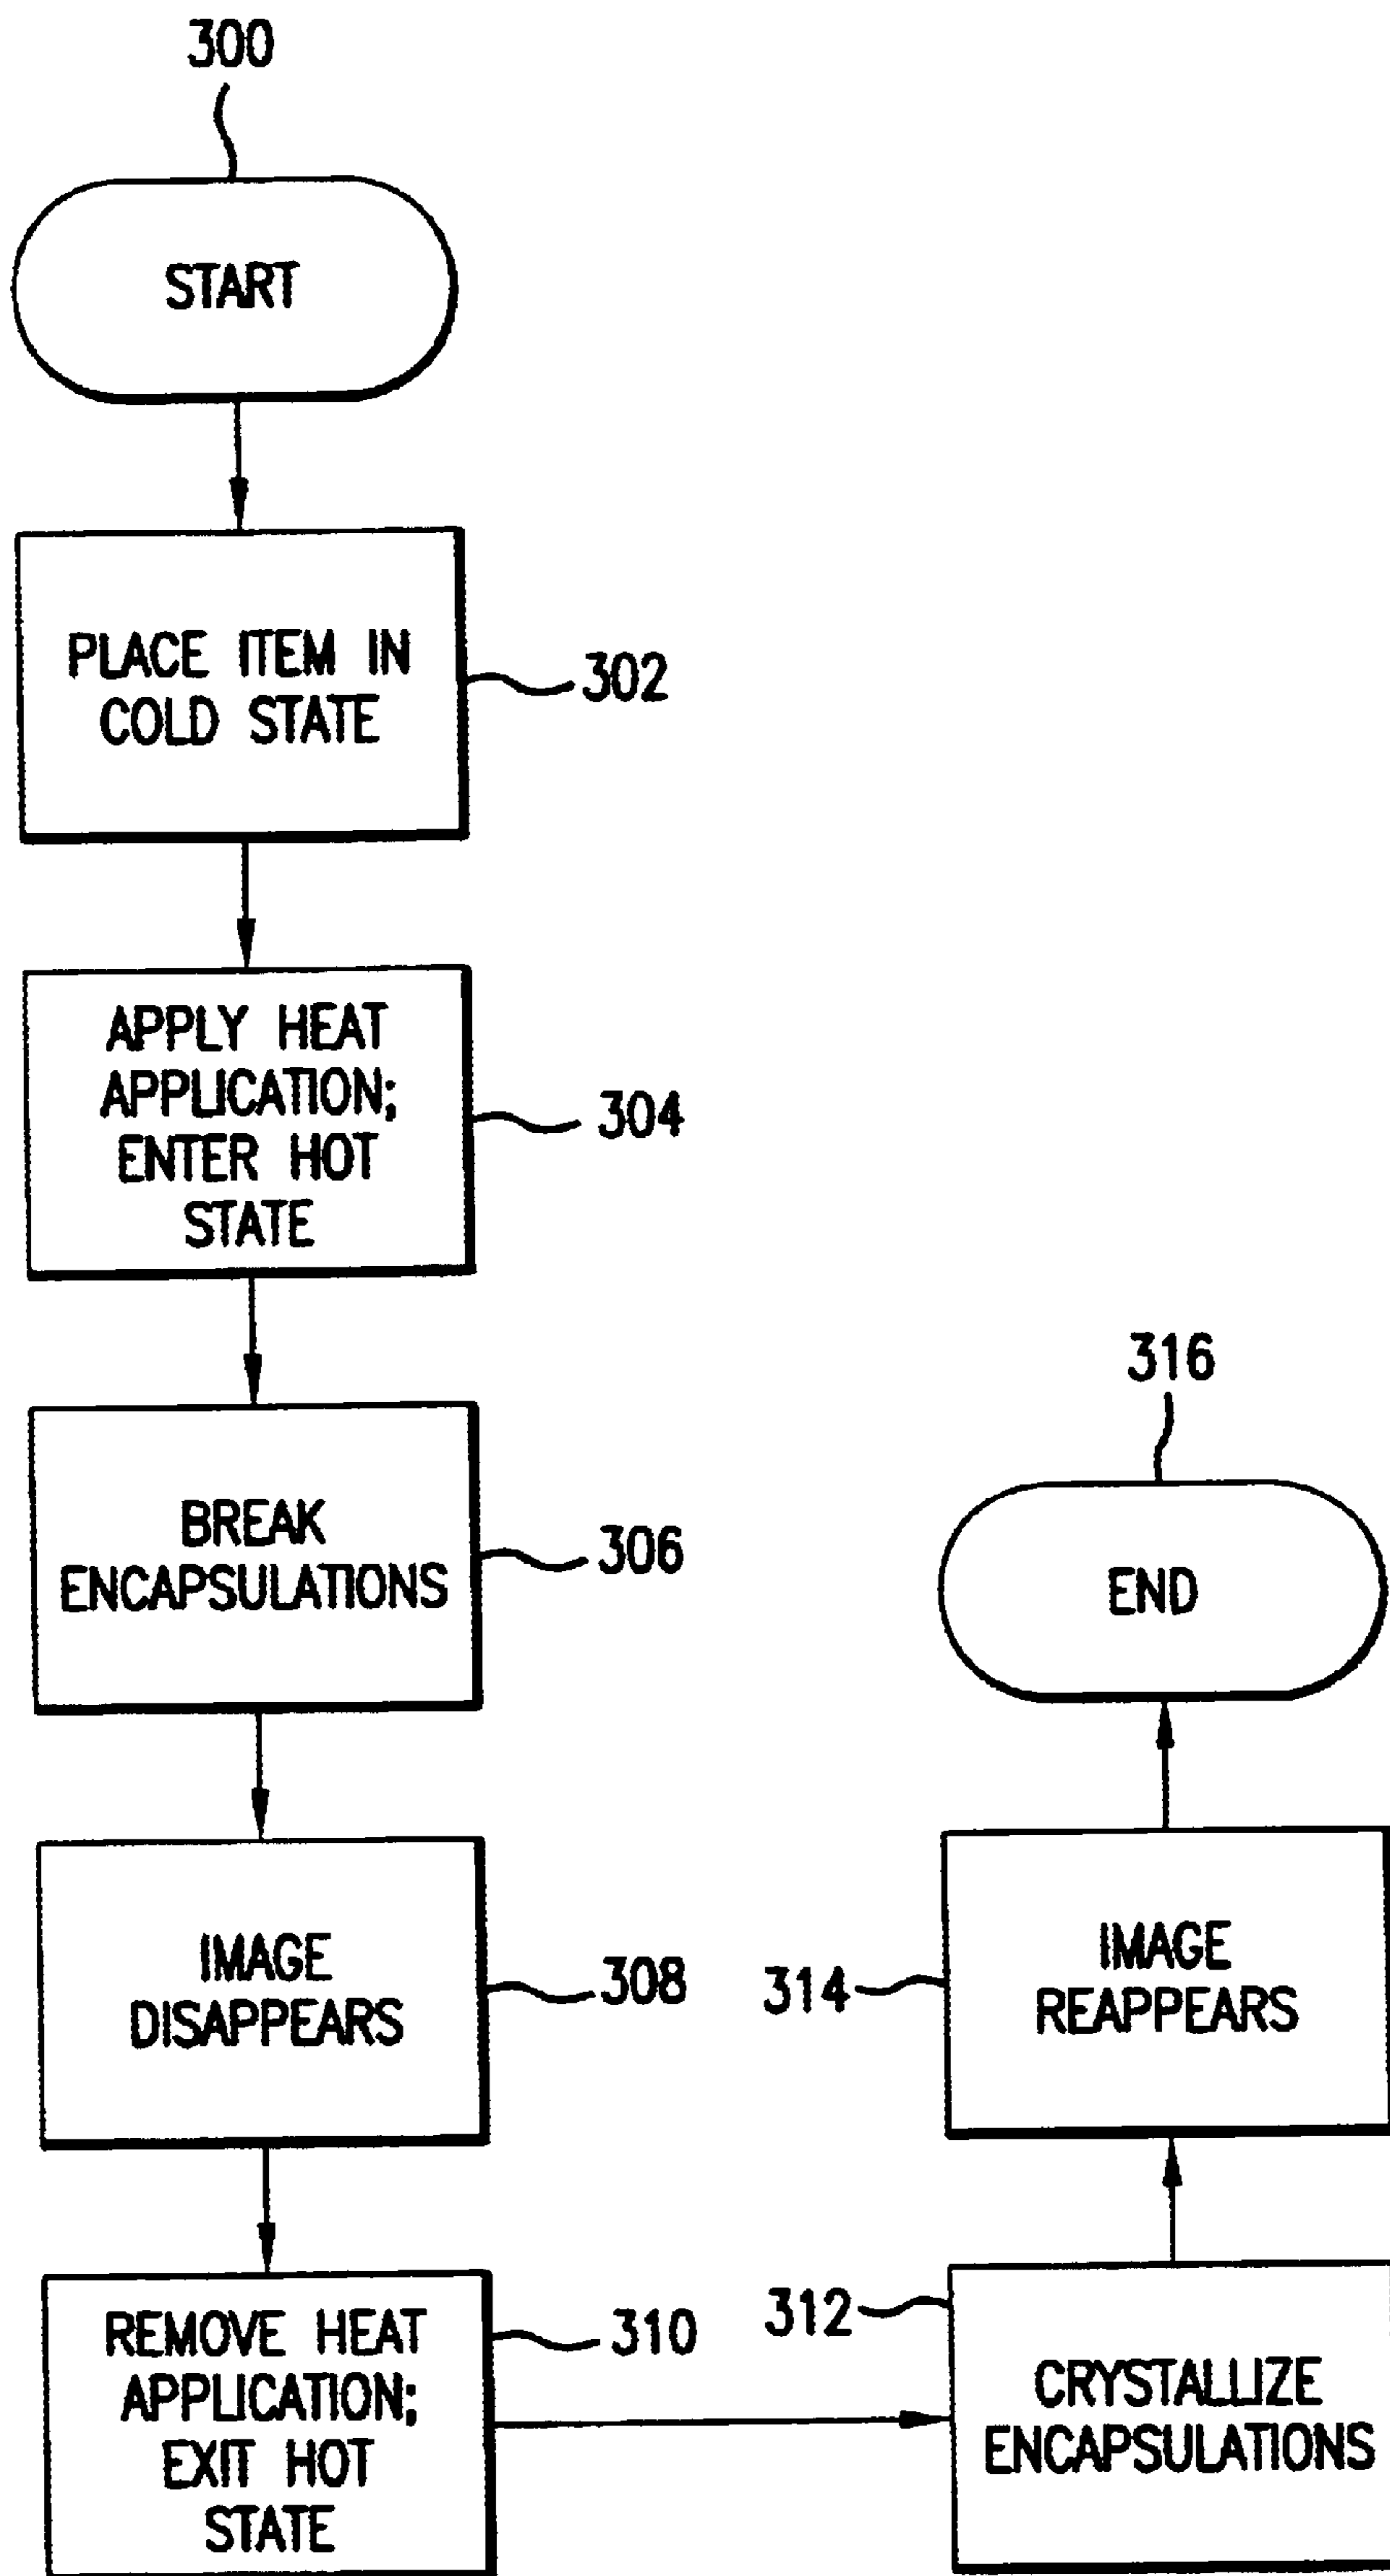 300
START
PLACE ITEM IN
COLD STATE
302
APPLY HEAT
APPLICATION;
ENTER HOT
STATE
304
BREAK
ENCAPSULATIONS
306
IMAGE
DISAPPEARS
308
REMOVE HEAT
APPLICATION;
EXIT HOT
STATE
310
312
CRYSTALLIZE
ENCAPSULATIONS
314
IMAGE
REAPPEARS
316
END